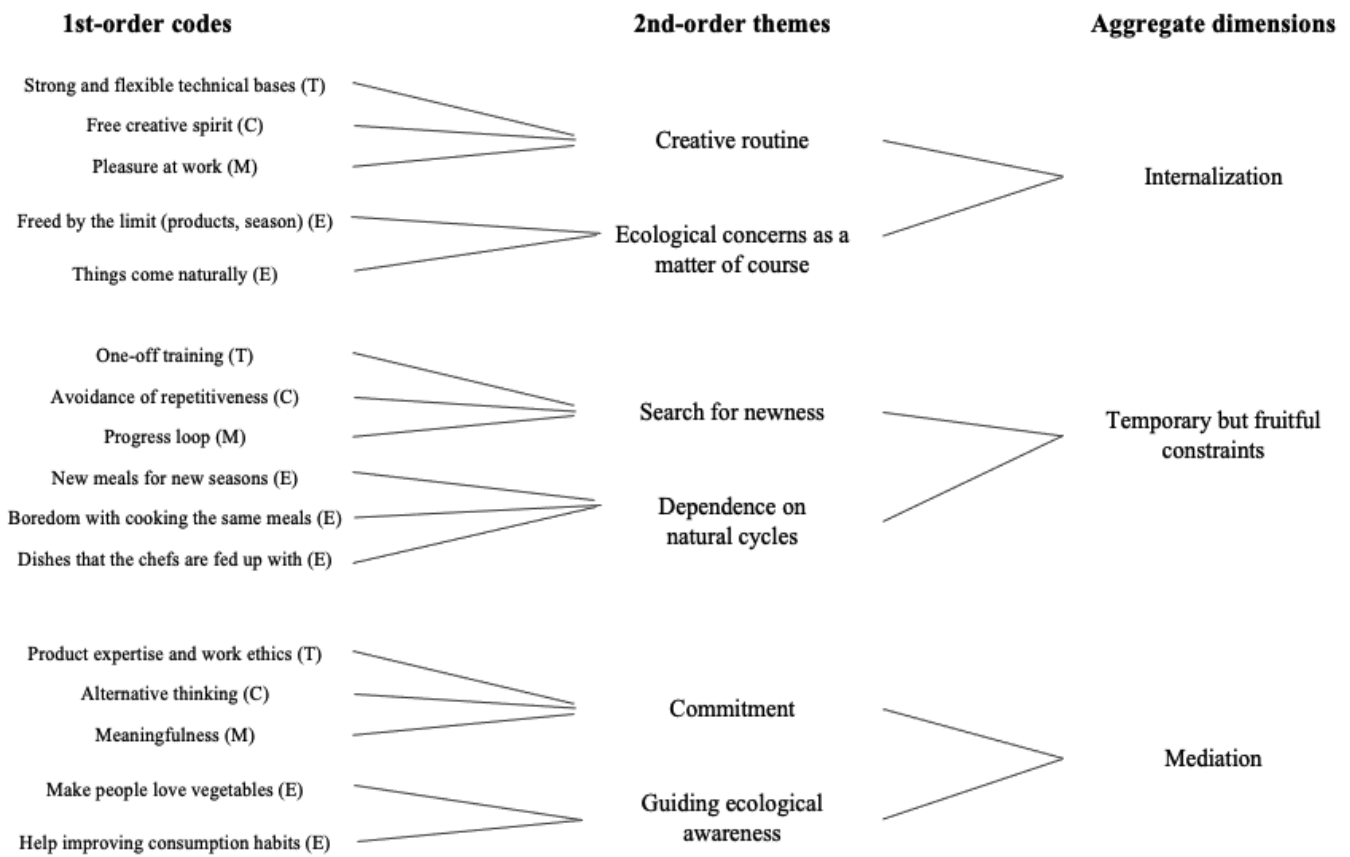 1st-order codes
2nd-order themes
Aggregate dimensions
Strong and flexible technical bases (T)
Free creative spirit (C)
Pleasure at work (M)
Creative routine
Freed by the limit (products, season) (E)
Things come naturally (E)
Ecological concerns as a
matter of course
Internalization
One-off training (T)
Avoidance of repetitiveness (C)
Progress loop (M)
Search for newness
New meals for new seasons (E)
Boredom with cooking the same meals (E)
Dishes that the chefs are fed up with (E)
Dependence on
natural cycles
Temporary but fruitful
constraints
Product expertise and work ethics (T)
Alternative thinking (C)
Meaningfulness (M)
Commitment
Make people love vegetables (E)
Help improving consumption habits (E)
Guiding ecological
awareness
Mediation